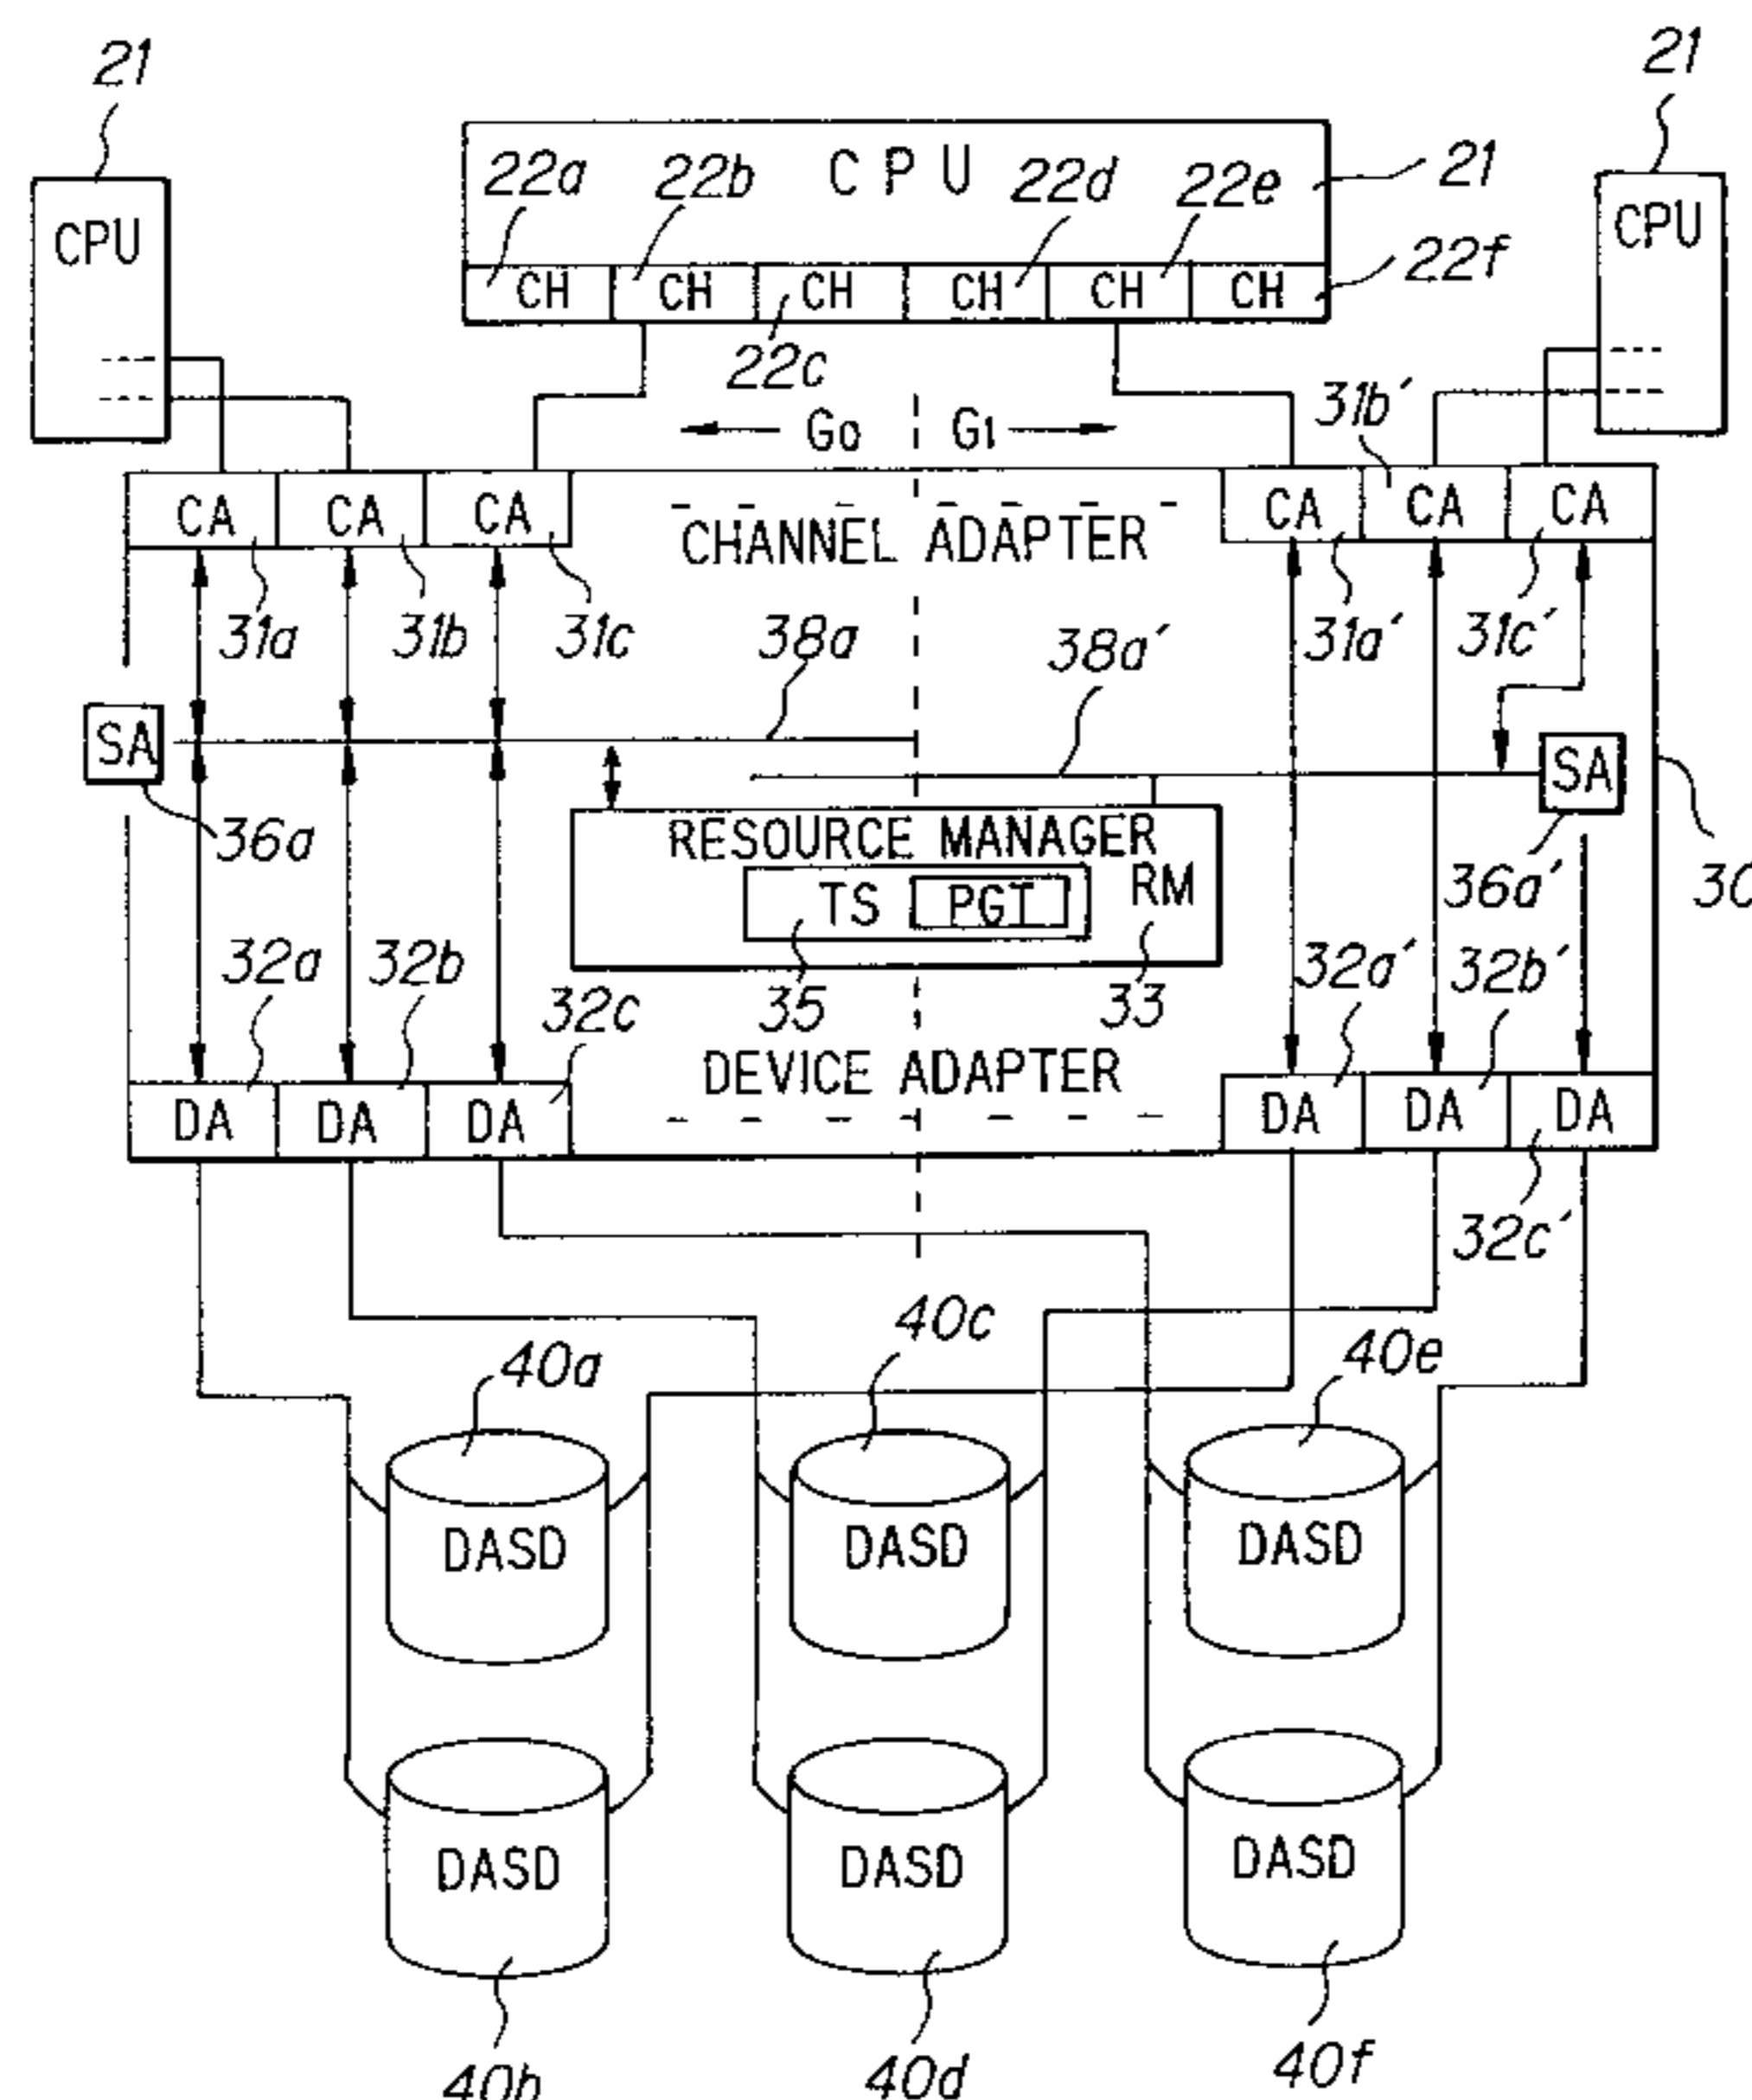 21
21
22a 22b CPU 22d 22e 21
CPU
CPU
CH CH CH CH CH CH 22f
22c
31b′
G0 G1
CA CA CA CA CA CA
CHANNEL ADAPTER
31a 31b 31c 38a 38a′ 31a′ 31c′
SA
SA
36a
RESOURCE MANAGER
36a′
TS PGT RM
32a 32b 32c 35 33 32a′ 32b′
DEVICE ADAPTER
DA DA DA DA DA DA
32c′
40a 40c 40e
DASD DASD DASD
DASD DASD DASD
40b 40d 40f